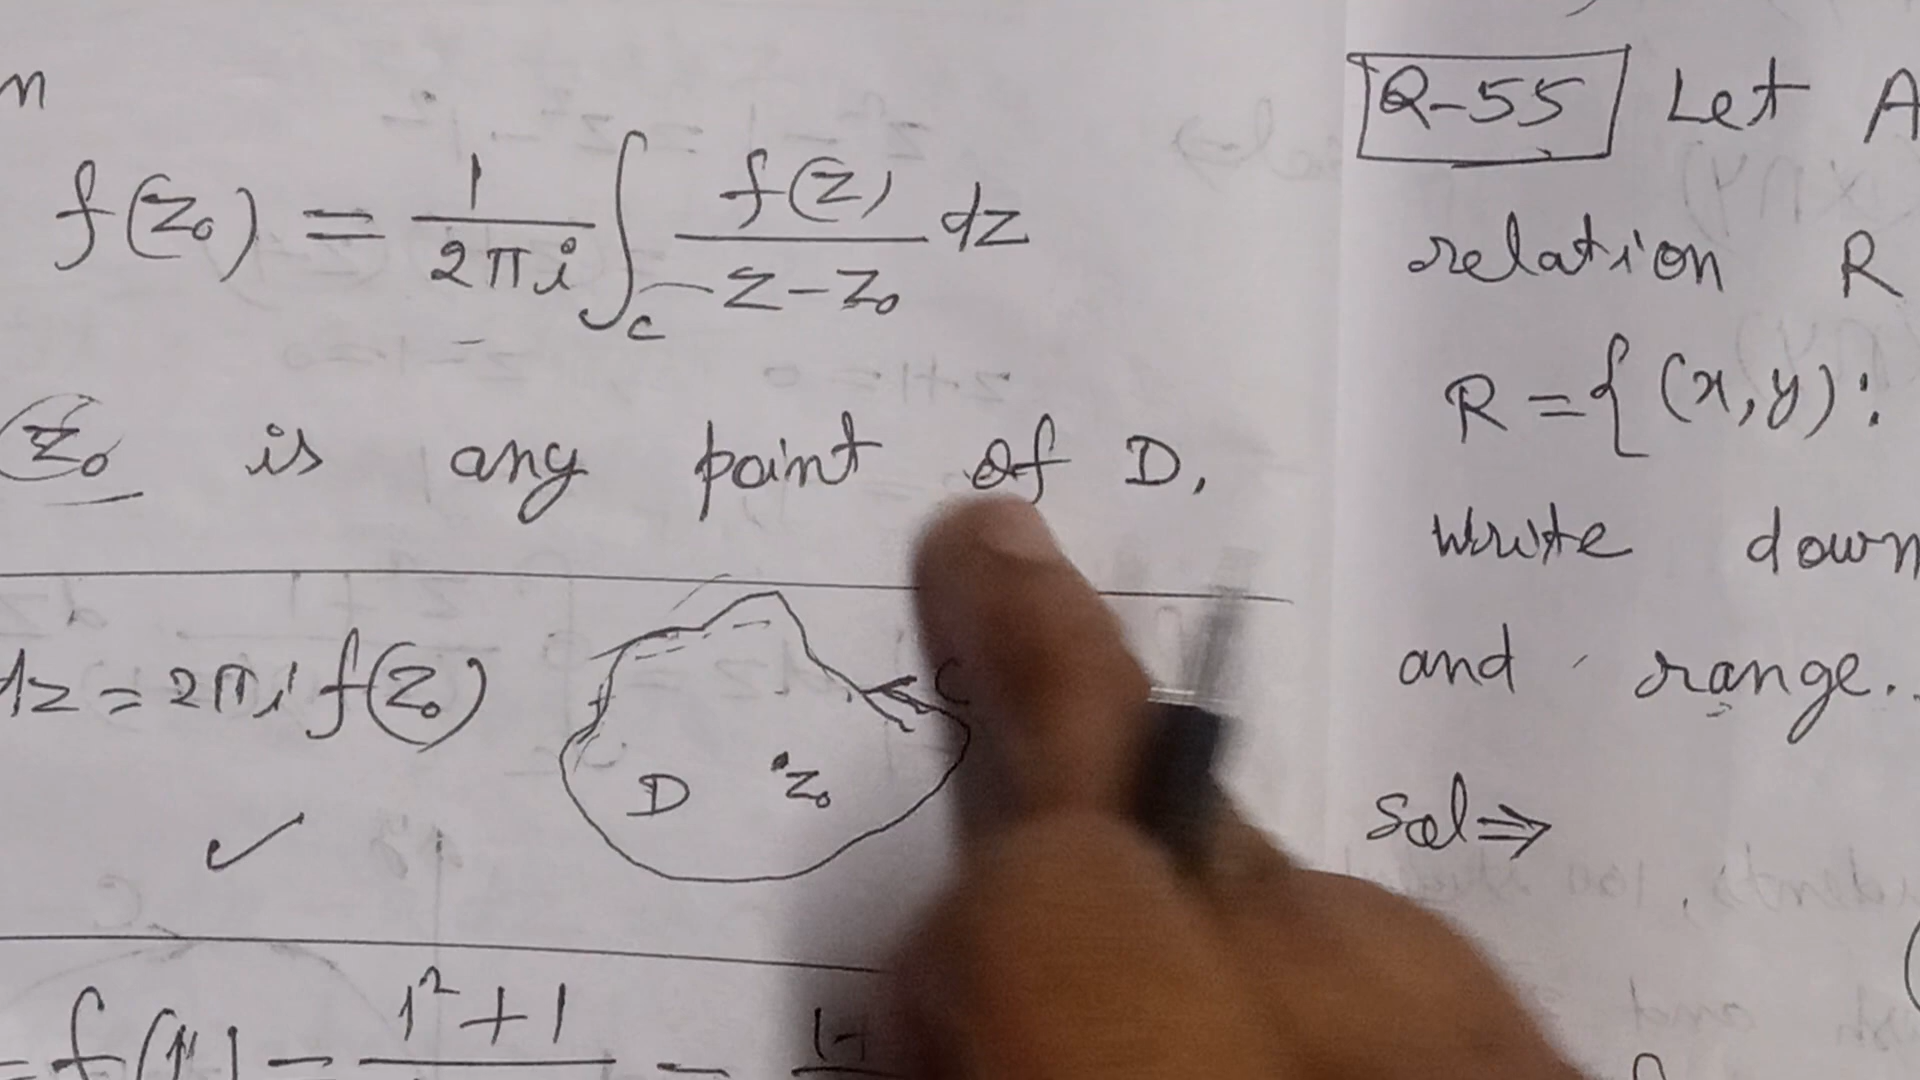 n
f(z₀) = 1/2πi ∫_C f(z)/z-z₀ dz
z₀ is any point of D.
dz = 2πi f(z₀)
C
D
z₀
= f(1) = 1²+1
Q-55 Let A
relation R
R={(x,y):
write down
and range.
Sol⇒